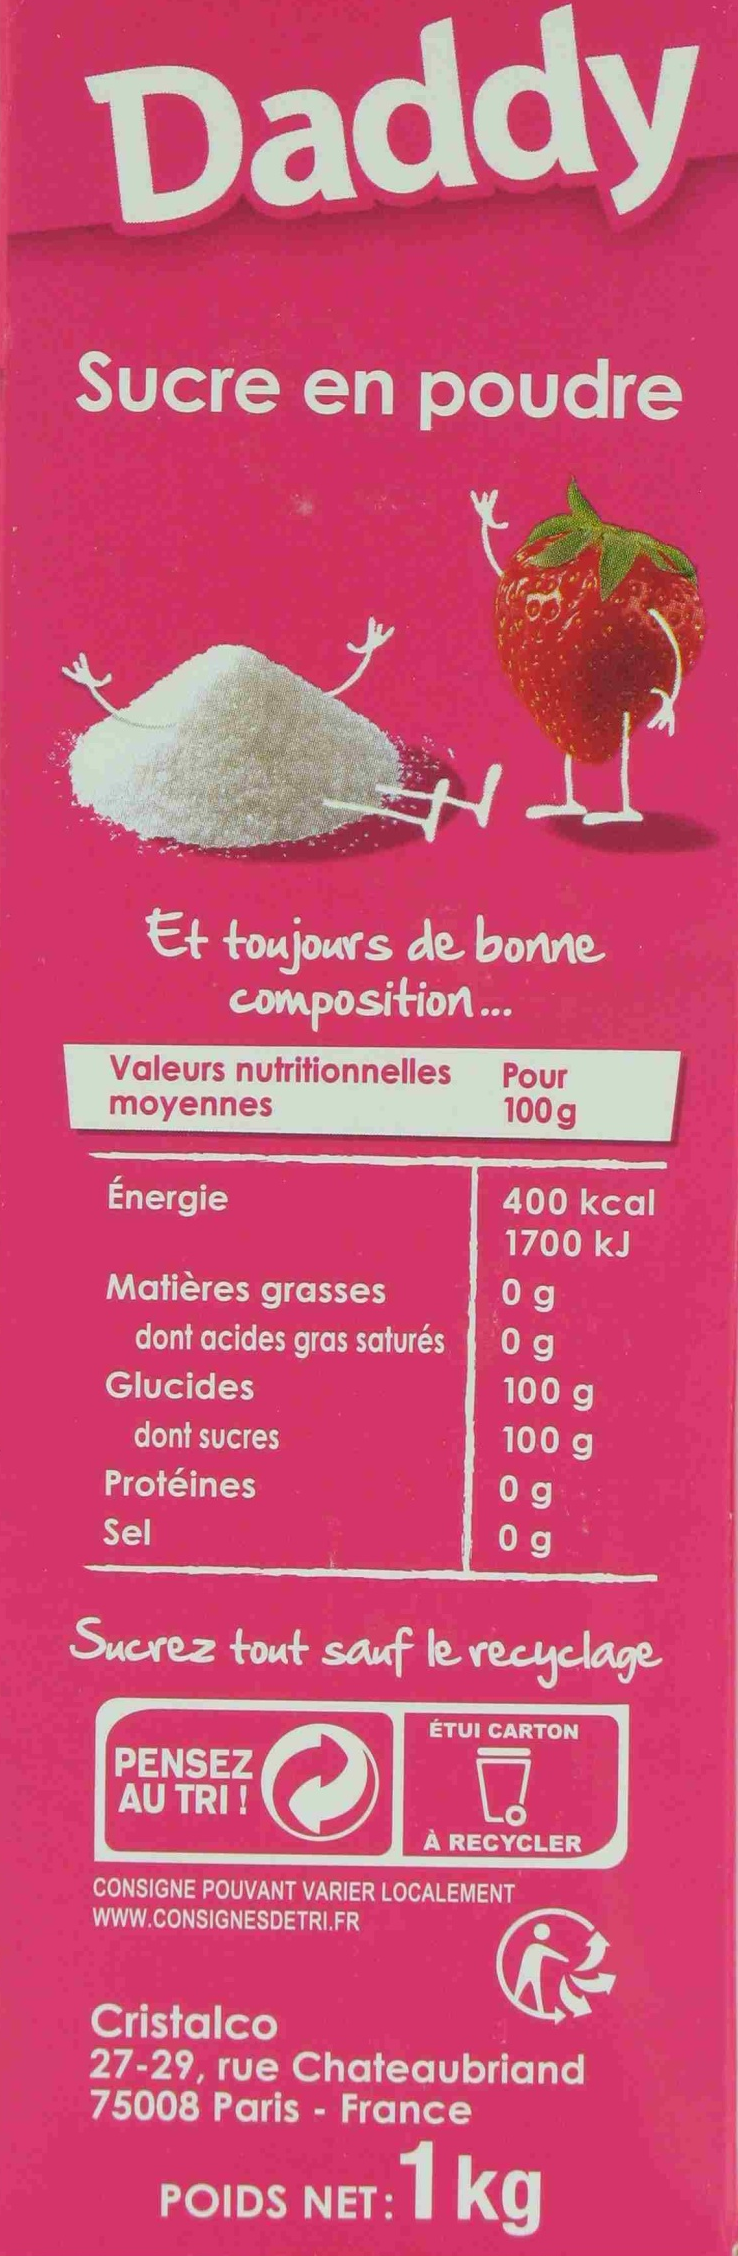 Daddy
Sucre en poudre
Et toujours de bonne
composition...
Valeurs nutritionnelles Pour
moyennes 100g
Énergie 400 kcal
1700 kJ
Matières grasses 0 g
dont acides gras saturés 0 g
Glucides 100 g
dont sucres 100 g
Protéines 0 g
Sel 0 g
Sucrez tout sauf le recyclage
PENSEZ
AU TRI !
ÉTUI CARTON
À RECYCLER
CONSIGNE POUVANT VARIER LOCALEMENT
WWW.CONSIGNESDETRI.FR
Cristalco
27-29, rue Chateaubriand
75008 Paris - France
POIDS NET: 1 kg